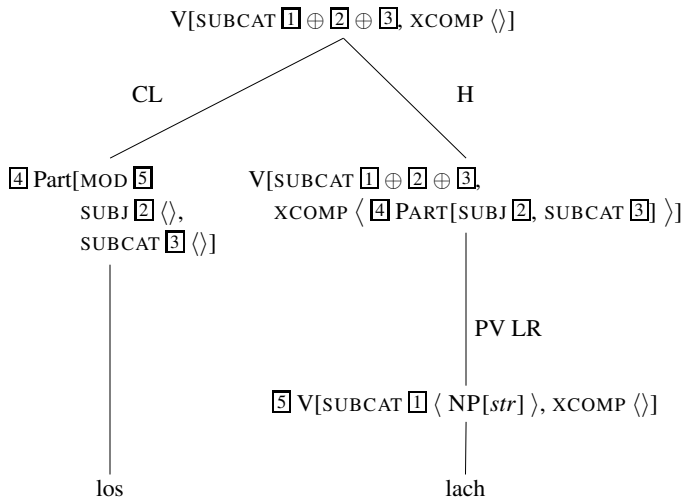 V[SUBCAT 1 ⊕ 2 ⊕ 3, XCOMP ⟨⟩]
CL H
4 Part[MOD 5 V[SUBCAT 1 ⊕ 2 ⊕ 3,
SUBJ 2 ⟨⟩, XCOMP ⟨ 4 PART[SUBJ 2, SUBCAT 3] ⟩]
SUBCAT 3 ⟨⟩]
PV LR
5 V[SUBCAT 1 ⟨ NP[str] ⟩, XCOMP ⟨⟩]
los lach